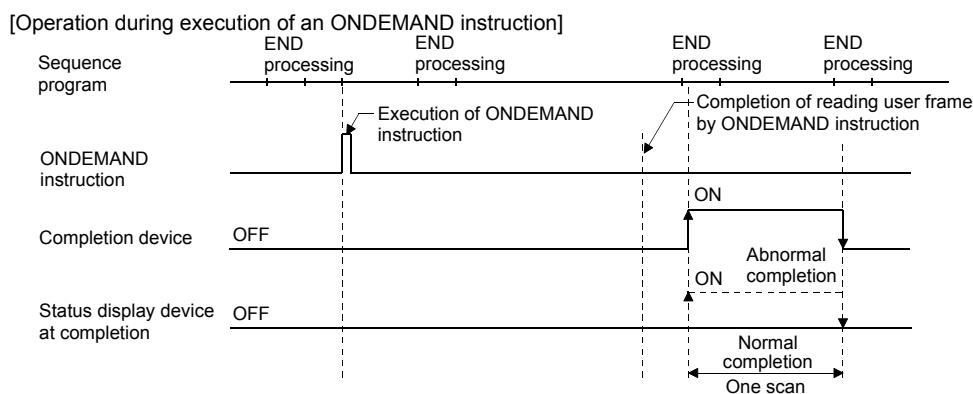 [Operation during execution of an ONDEMAND instruction]
END
processing
END
processing
END
processing
END
processing
Sequence
program
Execution of ONDEMAND
instruction
Completion of reading user frame
by ONDEMAND instruction
ONDEMAND
instruction
ON
Completion device
OFF
Abnormal
completion
ON
Status display device
at completion
OFF
Normal
completion
One scan